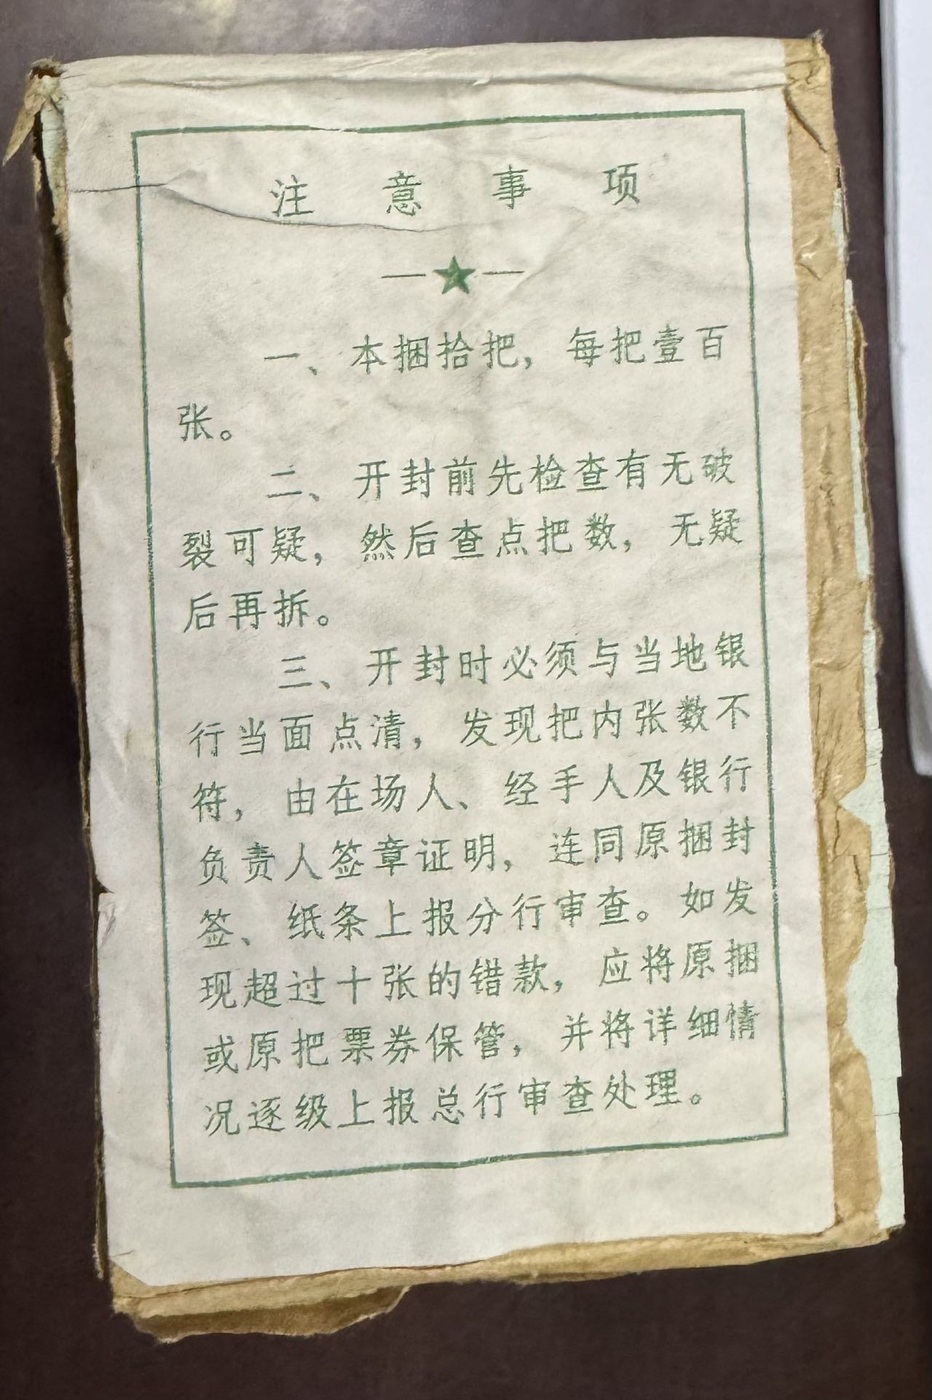 注意事项
一、本捆拾把，每把壹百
张。
二、开封前先检查有无破
裂可疑，然后查点把数，无疑
后再拆。
三、开封时必须与当地银
行当面点清，发现把内张数不
符，由在场人、经手人及银行
负责人签章证明，连同原捆封
签、纸条上报分行审查。如发
现超过十张的错款，应将原捆
或原把票券保管，并将详细情
况逐级上报总行审查处理。